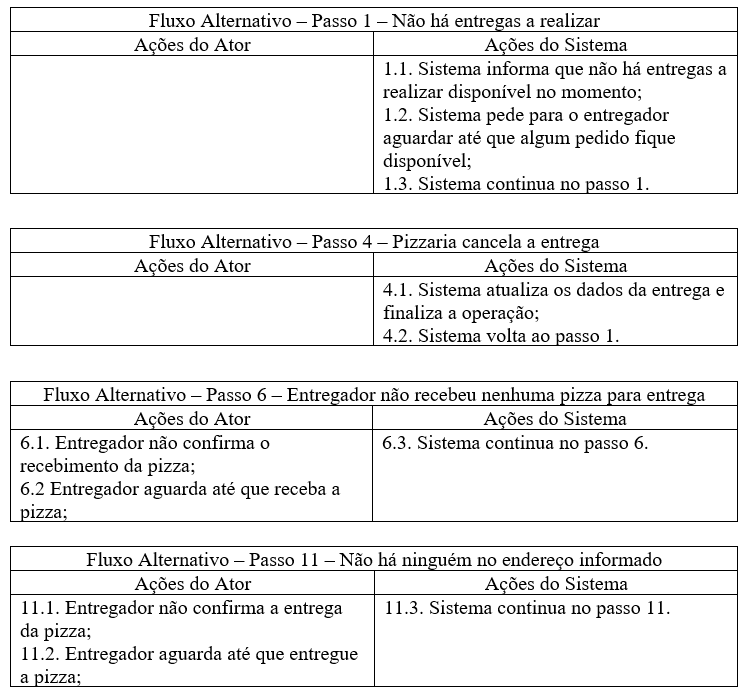 Fluxo Alternativo – Passo 1 – Não há entregas a realizar
Ações do Ator
Ações do Sistema
1.1. Sistema informa que não há entregas a
realizar disponível no momento;
1.2. Sistema pede para o entregador
aguardar até que algum pedido fique
disponível;
1.3. Sistema continua no passo 1.
Fluxo Alternativo – Passo 4 – Pizzaria cancela a entrega
Ações do Ator
Ações do Sistema
4.1. Sistema atualiza os dados da entrega e
finaliza a operação;
4.2. Sistema volta ao passo 1.
Fluxo Alternativo – Passo 6 – Entregador não recebeu nenhuma pizza para entrega
Ações do Ator
Ações do Sistema
6.1. Entregador não confirma o
recebimento da pizza;
6.2 Entregador aguarda até que receba a
pizza;
6.3. Sistema continua no passo 6.
Fluxo Alternativo – Passo 11 – Não há ninguém no endereço informado
Ações do Ator
Ações do Sistema
11.1. Entregador não confirma a entrega
da pizza;
11.2. Entregador aguarda até que entregue
a pizza;
11.3. Sistema continua no passo 11.